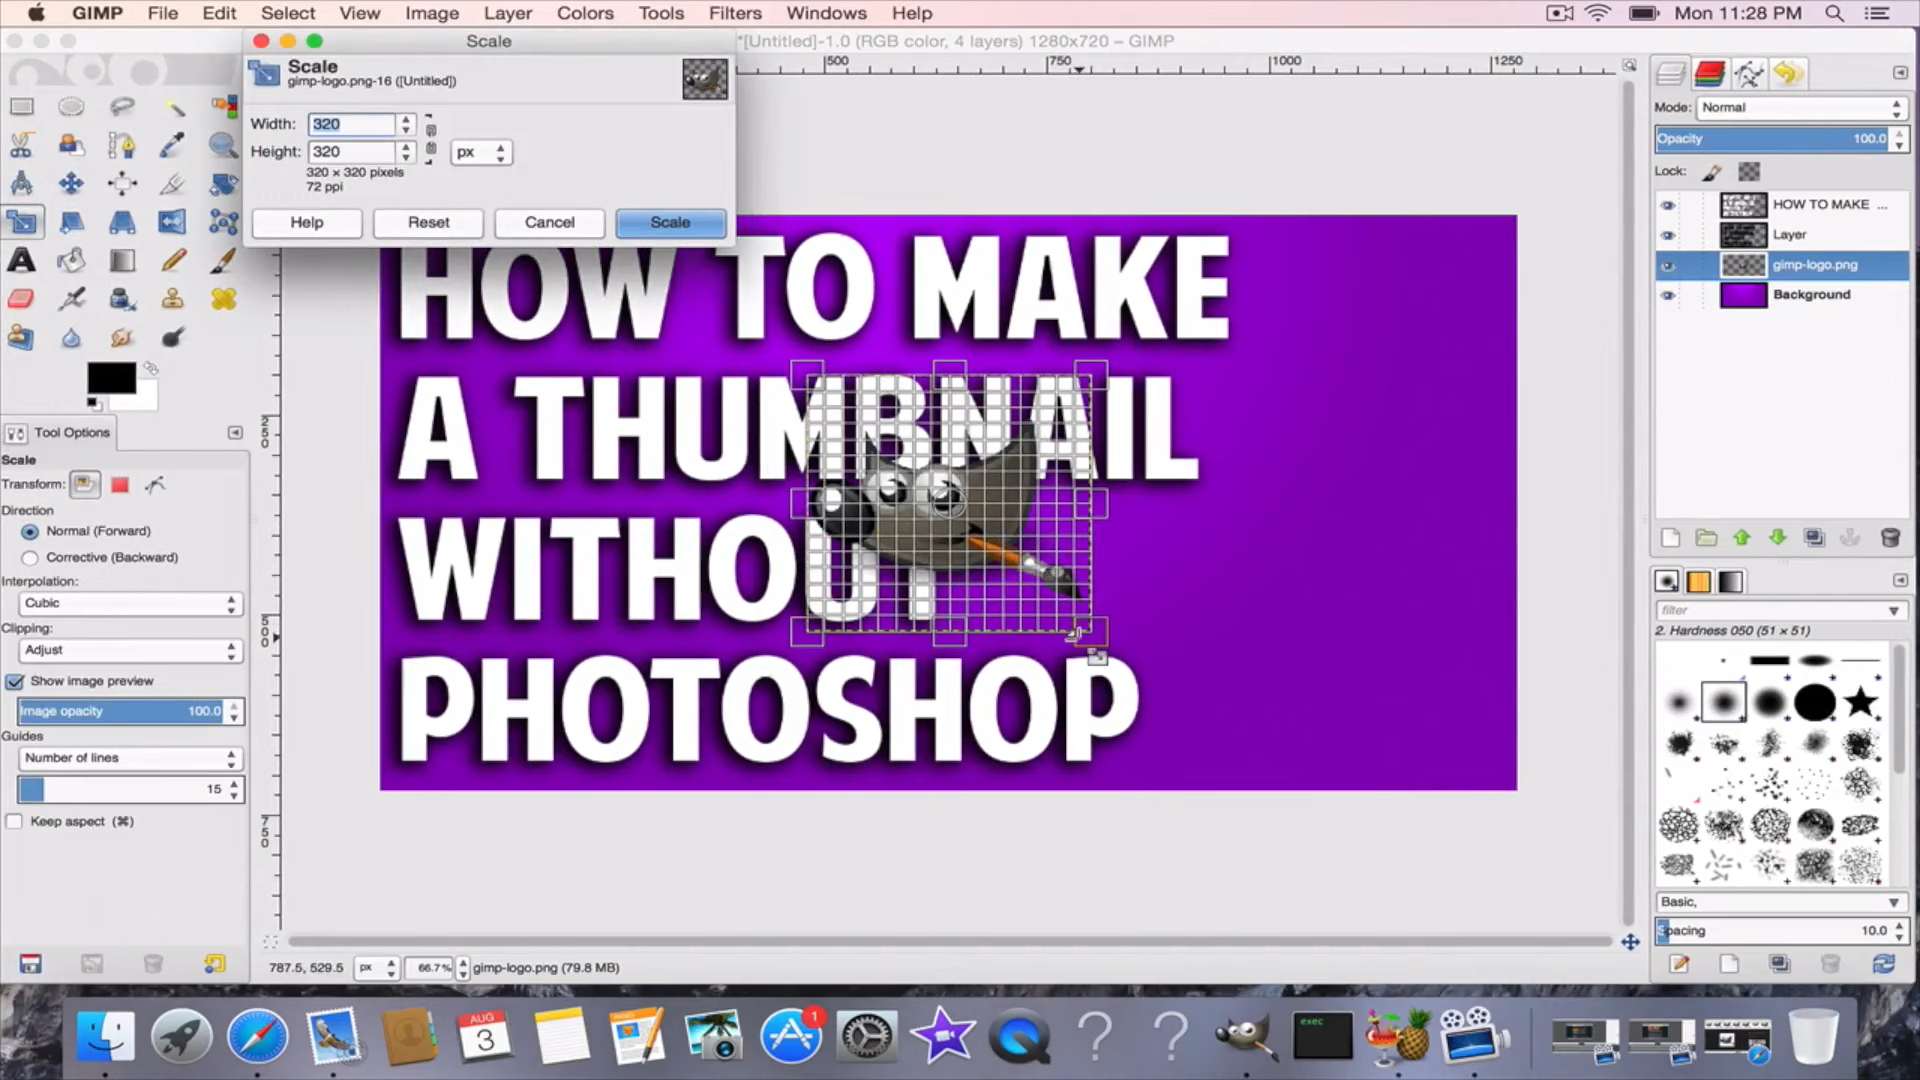 GIMP File Edit Select View Image Layer Colors Tools Filters Windows Help Mon 11:28 PM
Scale
*[Untitled]-1.0 (RGB color, 4 layers) 1280x720 – GIMP
Scale
gimp-logo.png-16 ([Untitled])
Width: 320
Height: 320 px
320 × 320 pixels
72 ppi
Help Reset Cancel Scale
500 750 1000 1250
250
500
750
HOW TO MAKE
A THUMBNAIL
WITHOUT
PHOTOSHOP
Tool Options
Scale
Transform:
Direction
Normal (Forward)
Corrective (Backward)
Interpolation:
Cubic
Clipping:
Adjust
Show image preview
Image opacity 100.0
Guides
Number of lines
15
Keep aspect (⌘)
787.5, 529.5 px 66.7% gimp-logo.png (79.8 MB)
Mode: Normal
Opacity 100.0
Lock:
HOW TO MAKE ...
Layer
gimp-logo.png
Background
filter
2. Hardness 050 (51 × 51)
Basic,
Spacing 10.0
AUG
3
1
exec